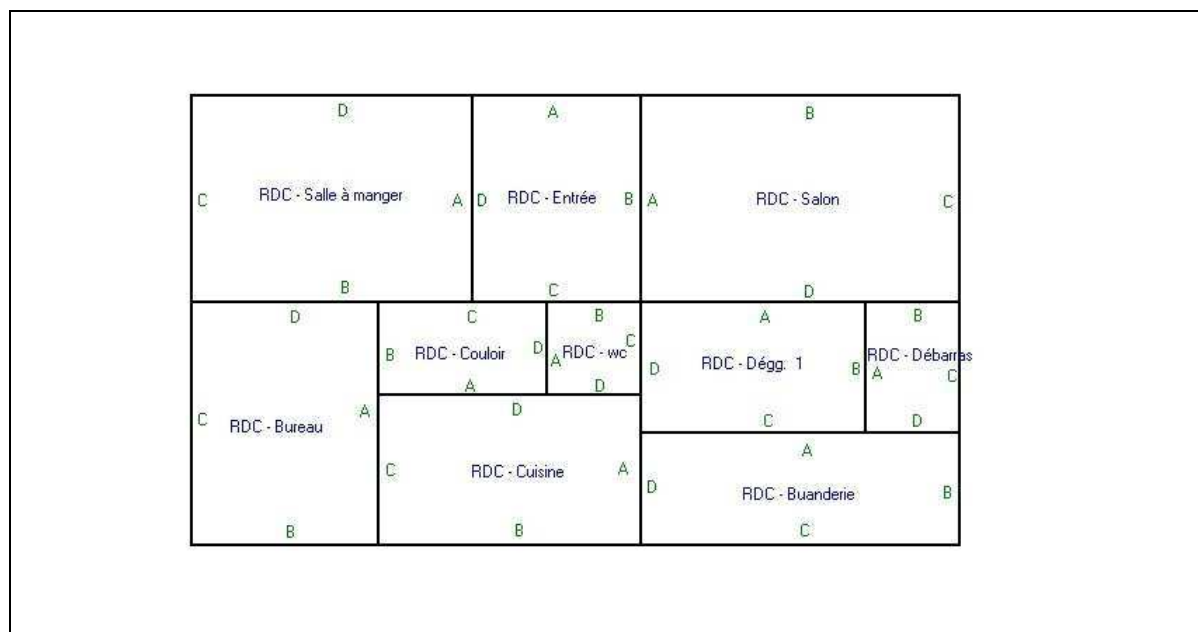 D
A
B
C RDC - Salle à manger A
D RDC - Entrée B
A RDC - Salon C
B
C
D
D
C
B
A
B
B RDC - Couloir D
A RDC - wc C
D RDC - Dégg. 1 B
RDC - Débarras
A C
A
D
C
D
C RDC - Bureau A
D
A
C RDC - Cuisine A
D RDC - Buanderie B
B
B
C